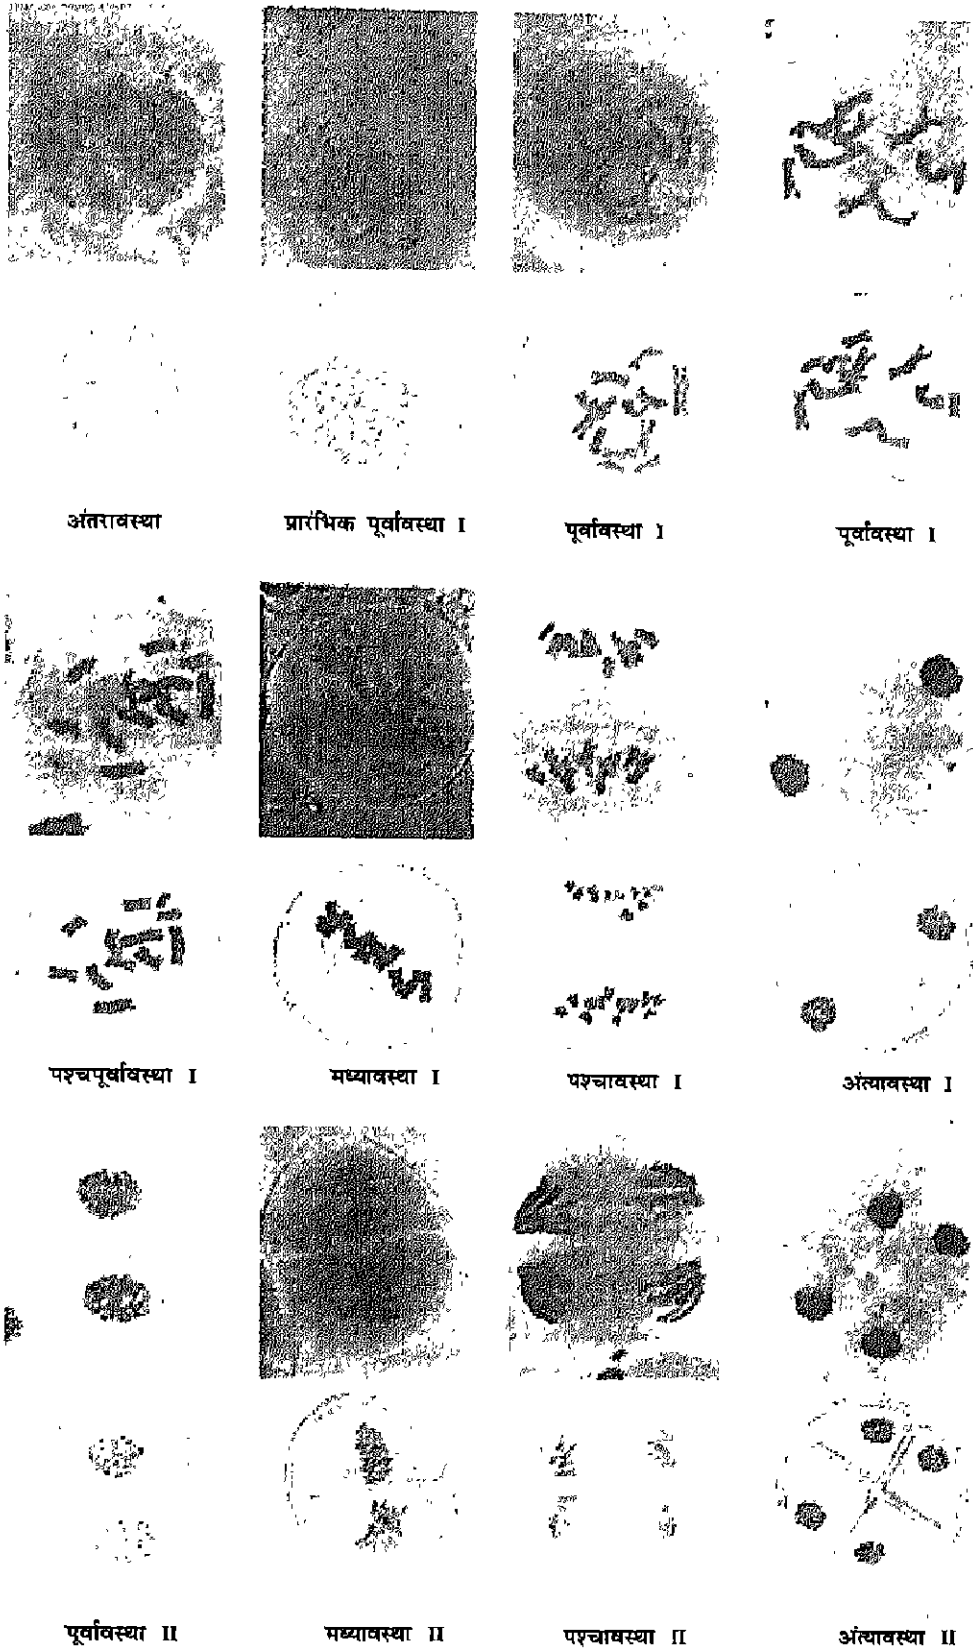 अंतरावस्था
प्रारंभिक पूर्वावस्था I
पूर्वावस्था I
पूर्वावस्था I
पश्चपूर्वावस्था I
मध्यावस्था I
पश्चावस्था I
अंत्यावस्था I
पूर्वावस्था II
मध्यावस्था II
पश्चावस्था II
अंत्यावस्था II